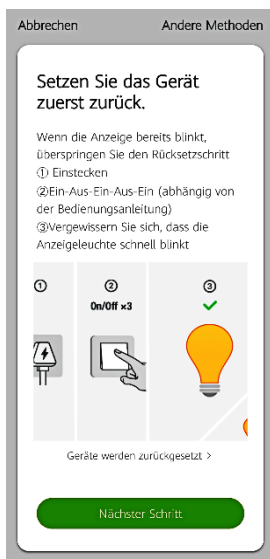 Abbrechen Andere Methoden
Setzen Sie das Gerät
zuerst zurück.
Wenn die Anzeige bereits blinkt,
überspringen Sie den Rücksetzschritt
① Einstecken
②Ein-Aus-Ein-Aus-Ein (abhängig von
der Bedienungsanleitung)
③Vergewissern Sie sich, dass die
Anzeigeleuchte schnell blinkt
① ② ③
On/Off ×3
Geräte werden zurückgesetzt >
Nächster Schritt